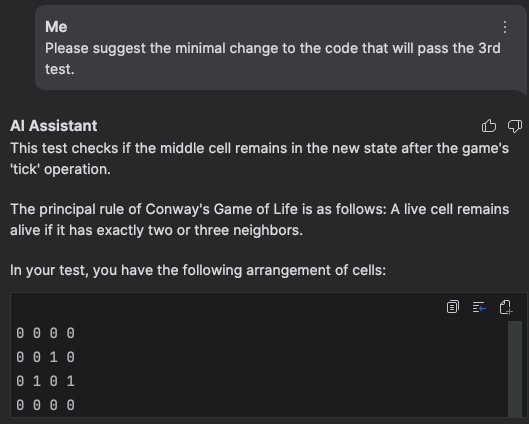 Me
Please suggest the minimal change to the code that will pass the 3rd
test.
AI Assistant
This test checks if the middle cell remains in the new state after the game's
'tick' operation.
The principal rule of Conway's Game of Life is as follows: A live cell remains
alive if it has exactly two or three neighbors.
In your test, you have the following arrangement of cells:
0 0 0 0
0 0 1 0
0 1 0 1
0 0 0 0